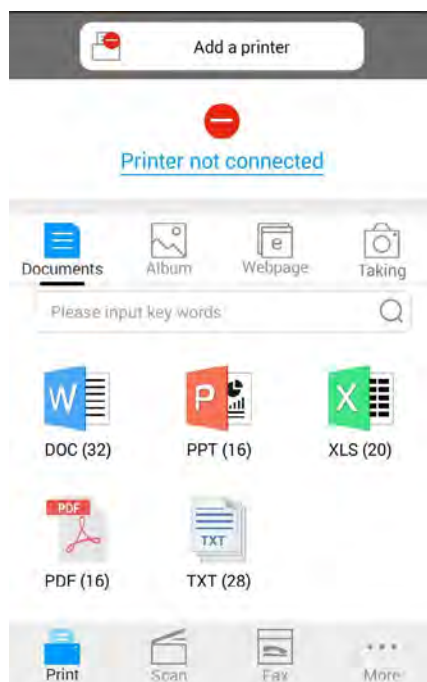 Add a printer
Printer not connected
Documents Album Webpage Taking
Please input key words
W P X
DOC (32) PPT (16) XLS (20)
PDF TXT
PDF (16) TXT (28)
Print Scan Fax More